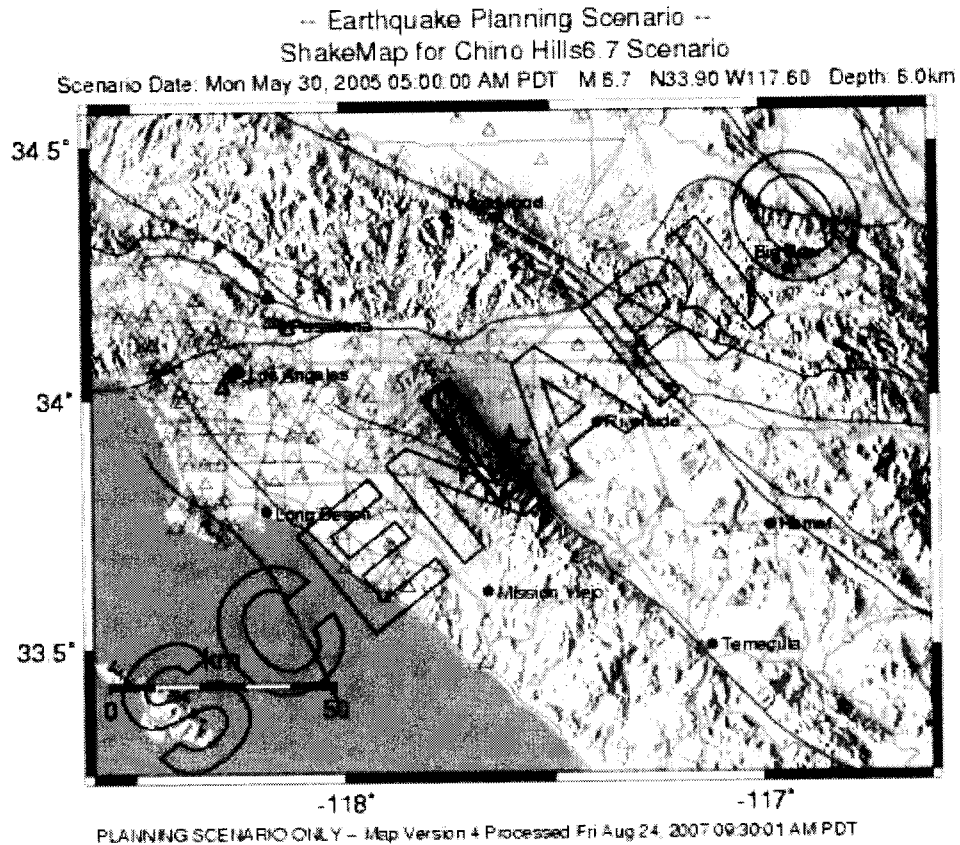 -- Earthquake Planning Scenario --
ShakeMap for Chino Hills6.7 Scenario
Scenario Date: Mon May 30, 2005 05:00:00 AM PDT M 6.7 N33.90 W117.60 Depth: 6.0km
34.5°
Wrightwood
Big Bear
Pasadena
Los Angeles
34°
Riverside
Long Beach
Hemet
Mission Viejo
Temecula
33.5°
km
0 50
SCENARIO
-118° -117°
PLANNING SCENARIO ONLY -- Map Version 4 Processed Fri Aug 24, 2007 09:30:01 AM PDT